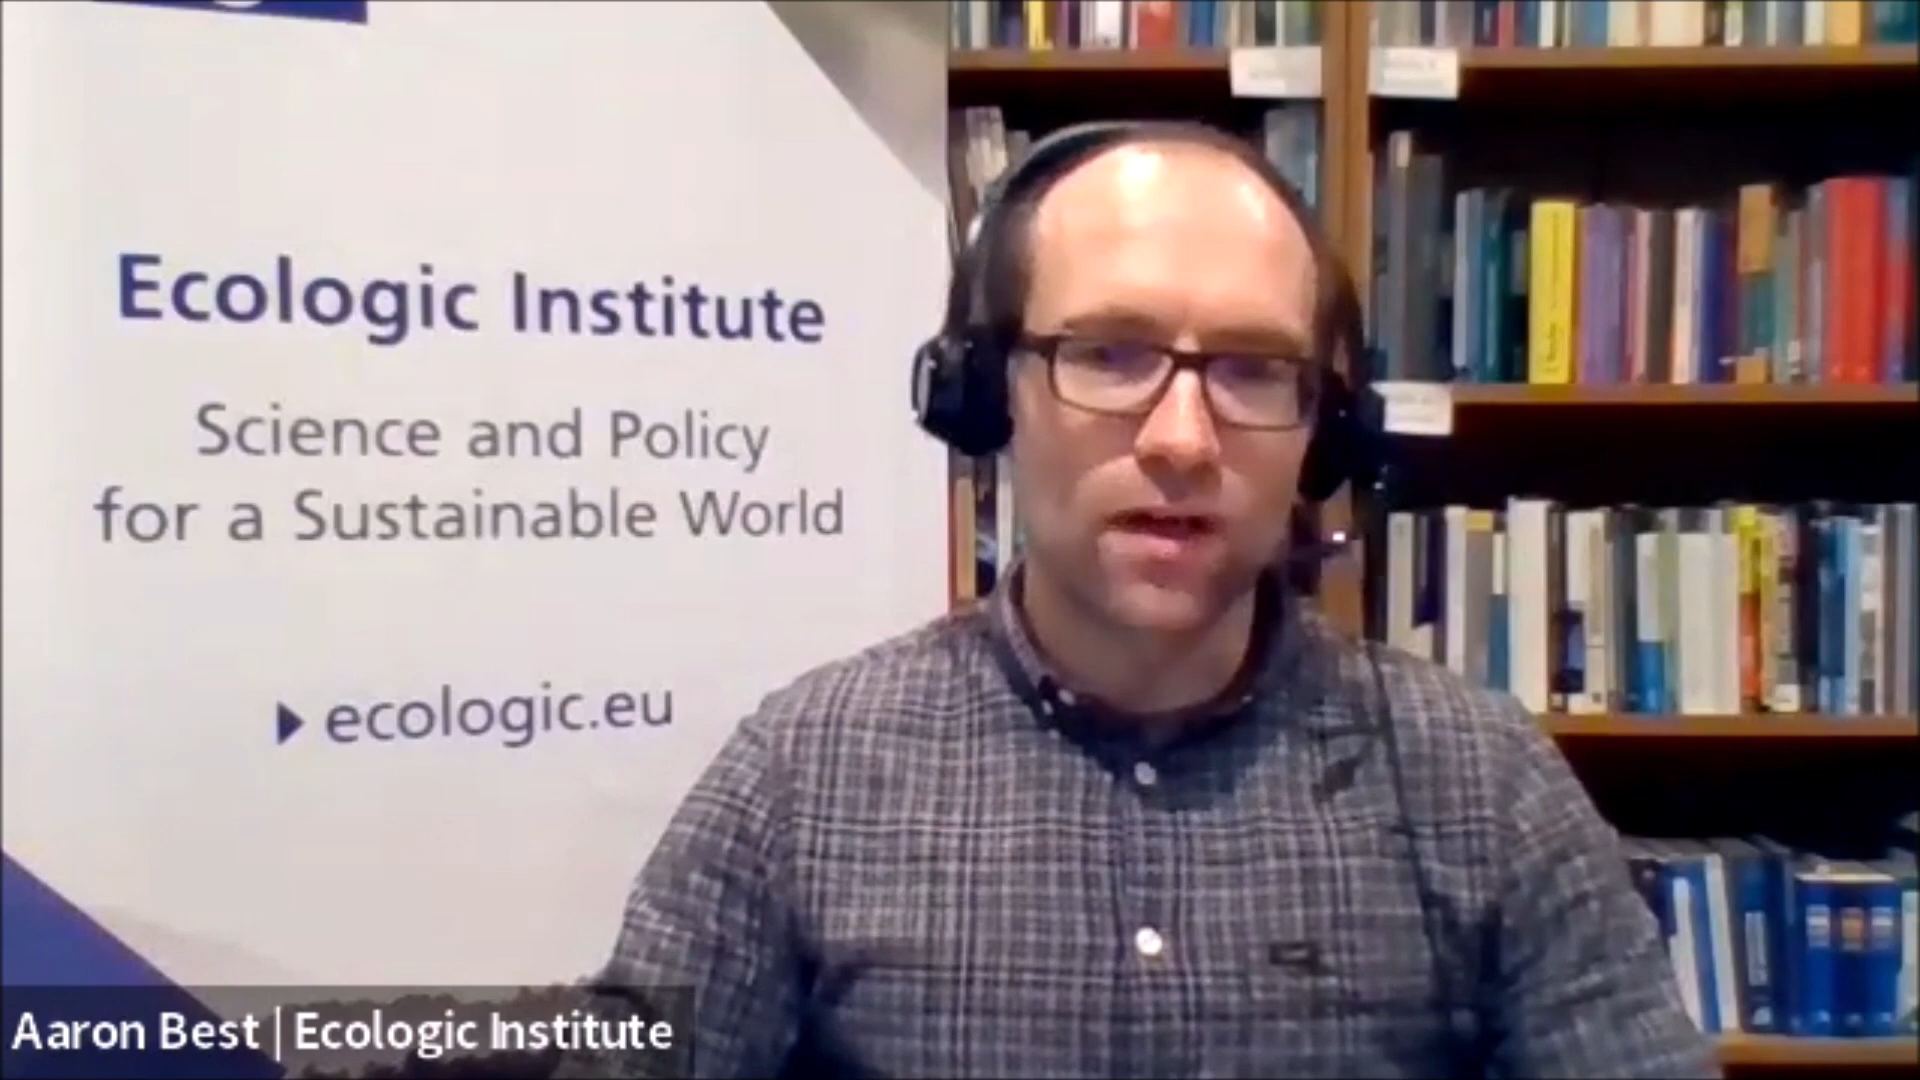 Ecologic Institute
Science and Policy
for a Sustainable World
ecologic.eu
Aaron Best | Ecologic Institute